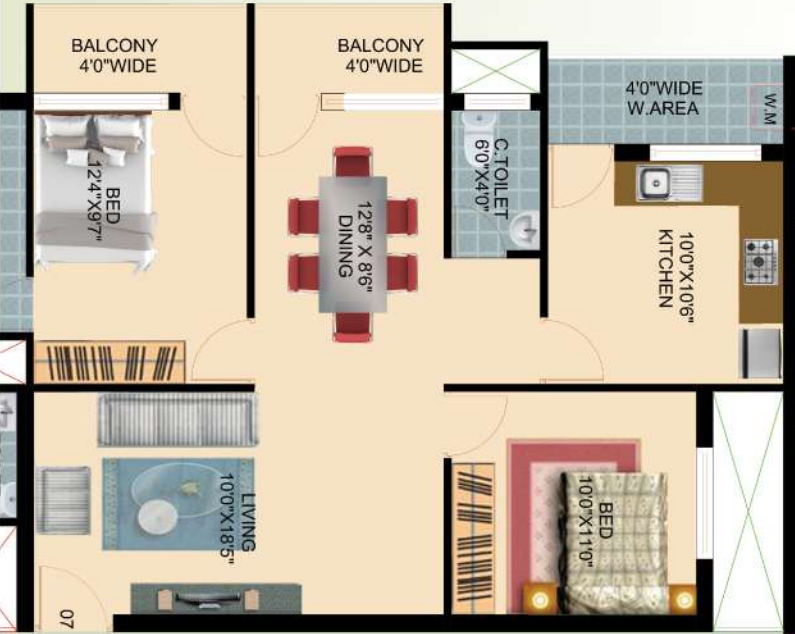 BALCONY
4'0"WIDE
BALCONY
4'0"WIDE
4'0"WIDE
W.AREA
W.M
C.TOILET
6'0"X4'0"
BED
12'4"X9'7"
12'8" X 8'6"
DINING
10'0"X10'6"
KITCHEN
LIVING
10'0"X18'5"
BED
10'0"X11'0"
07